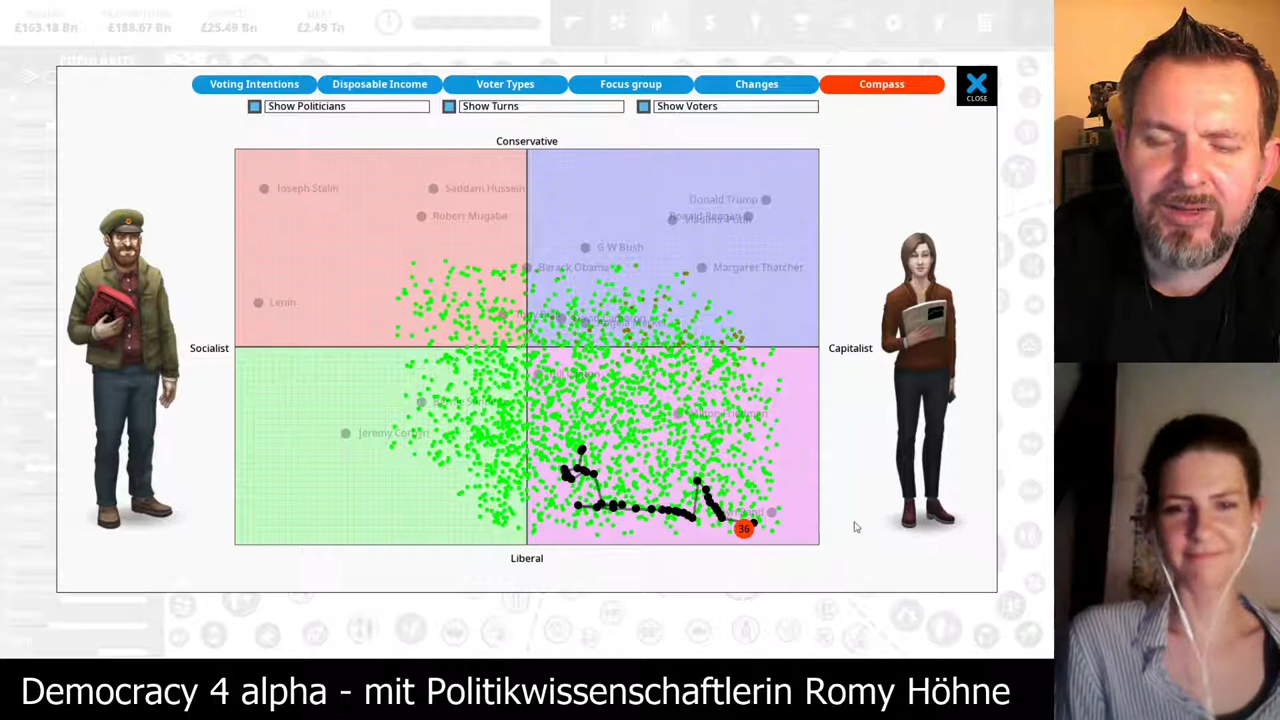 £163.18 Bn £188.67 Bn £25.49 Bn £2.49 Tn
Voting Intentions Disposable Income Voter Types Focus group Changes Compass
CLOSE
Show Politicians Show Turns Show Voters
Conservative
Joseph Stalin Saddam Hussein
Donald Trump
Robert Mugabe Ronald Reagan Vladimir Putin
G W Bush
Barack Obama Margaret Thatcher
Lenin
Socialist Capitalist
Jeremy Corbyn
36
Liberal
Democracy 4 alpha - mit Politikwissenschaftlerin Romy Höhne